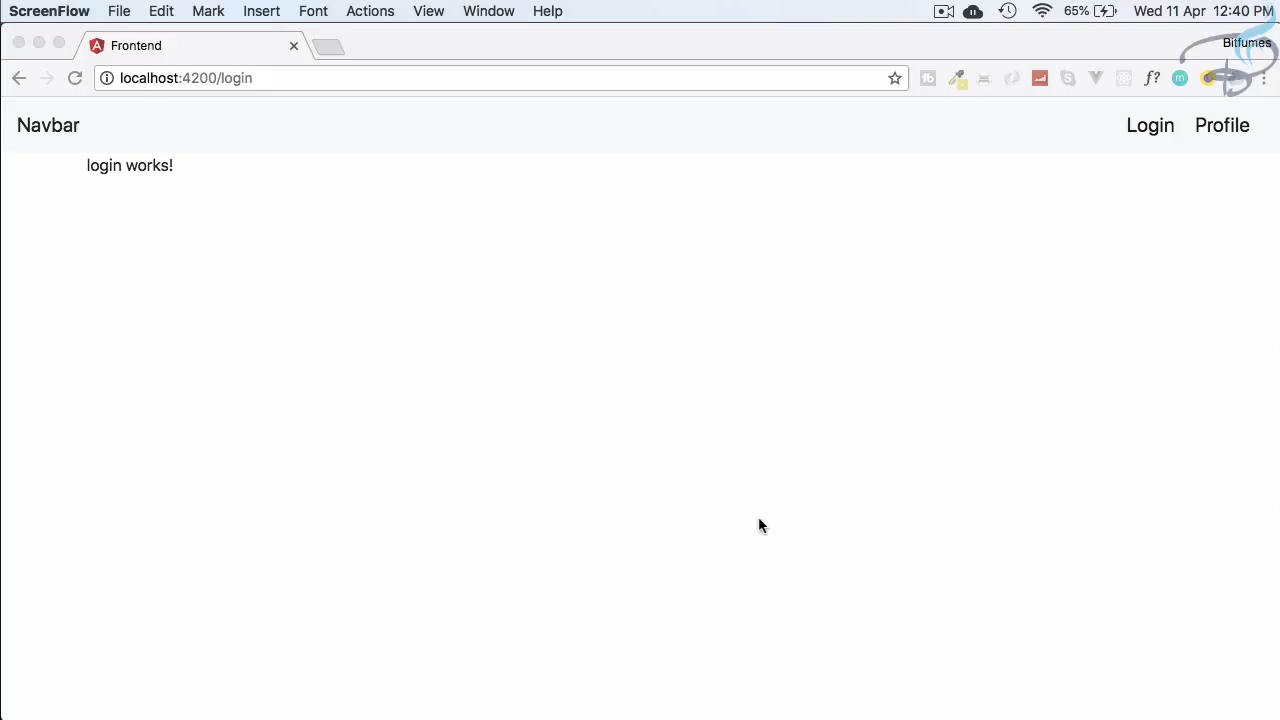 ScreenFlow File Edit Mark Insert Font Actions View Window Help 65% Wed 11 Apr 12:40 PM
Frontend
Bitfumes
localhost:4200/login
f?
m
Navbar Login Profile
login works!